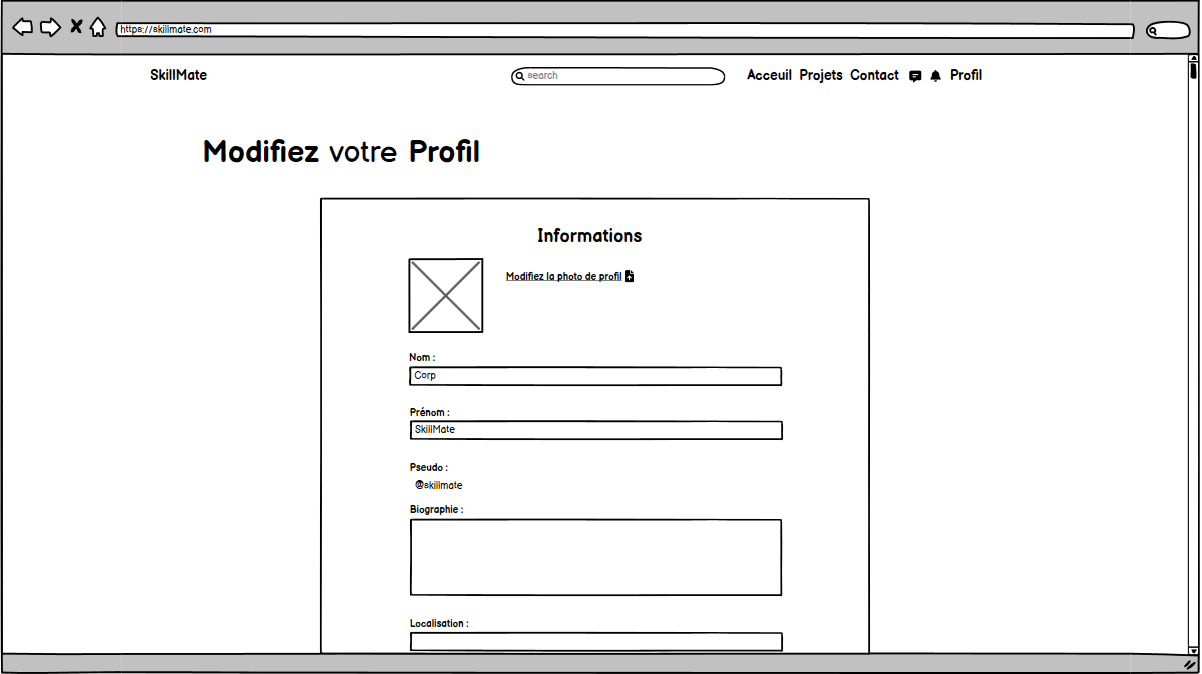 https://skillmate.com
SkillMate search Acceuil Projets Contact Profil
Modifiez votre Profil
Informations
Modifiez la photo de profil
Nom :
Corp
Prénom :
SkillMate
Pseudo :
@skillmate
Biographie :
Localisation :